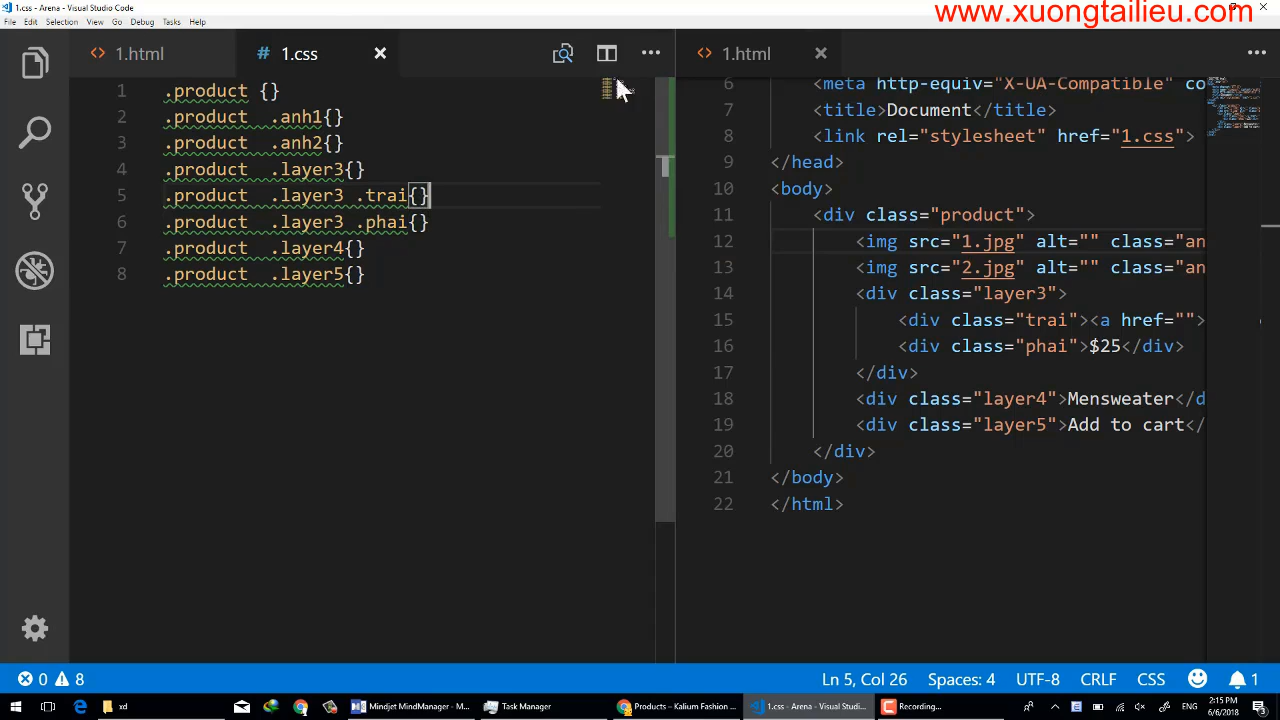 1.css - Arena - Visual Studio Code
www.xuongtailieu.com
File Edit Selection View Go Debug Tasks Help
<> 1.html
# 1.css ×
<> 1.html ×
1 .product {}
2 .product  .anh1{}
3 .product  .anh2{}
4 .product  .layer3{}
5 .product  .layer3 .trai{}
6 .product  .layer3 .phai{}
7 .product  .layer4{}
8 .product  .layer5{}
6 <meta http-equiv="X-UA-Compatible" co
7 <title>Document</title>
8 <link rel="stylesheet" href="1.css">
9 </head>
10 <body>
11 <div class="product">
12 <img src="1.jpg" alt="" class="an
13 <img src="2.jpg" alt="" class="an
14 <div class="layer3">
15 <div class="trai"><a href="">
16 <div class="phai">$25</div>
17 </div>
18 <div class="layer4">Mensweater</d
19 <div class="layer5">Add to cart</
20 </div>
21 </body>
22 </html>
0 8
Ln 5, Col 26 Spaces: 4 UTF-8 CRLF CSS 1
xd
Mindjet MindManager - M...
Task Manager
Products – Kalium Fashion ...
1.css - Arena - Visual Studi...
Recording...
2:15 PM
6/6/2018
3